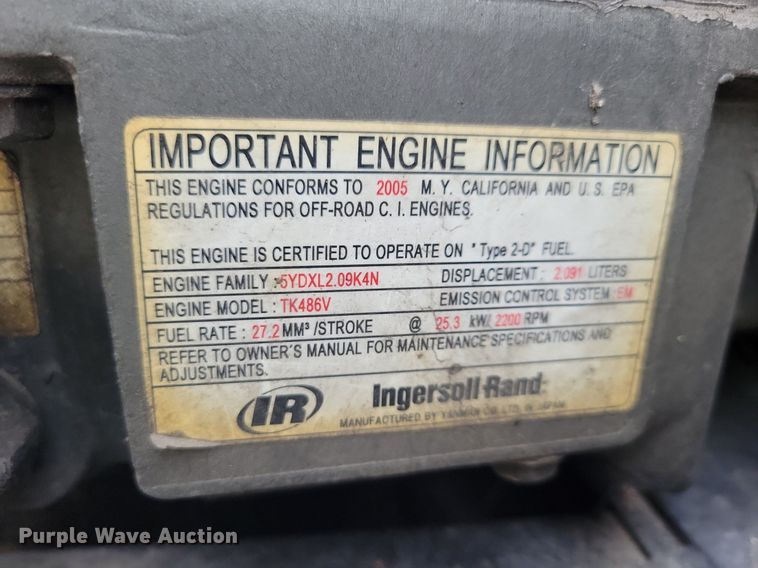 IMPORTANT ENGINE INFORMATION
THIS ENGINE CONFORMS TO 2005 M. Y. CALIFORNIA AND U. S. EPA
REGULATIONS FOR OFF-ROAD C. I. ENGINES.
THIS ENGINE IS CERTIFIED TO OPERATE ON "Type 2-D" FUEL.
ENGINE FAMILY : 5YDXL2.09K4N DISPLACEMENT : 2.091 LITERS
ENGINE MODEL : TK486V EMISSION CONTROL SYSTEM : EM
FUEL RATE : 27.2 MM³ /STROKE @ 25.3 kW/ 2200 RPM
REFER TO OWNER'S MANUAL FOR MAINTENANCE SPECIFICATIONS AND
ADJUSTMENTS.
IR Ingersoll Rand
MANUFACTURED BY YANMAR CO. LTD. IN JAPAN
Purple Wave Auction